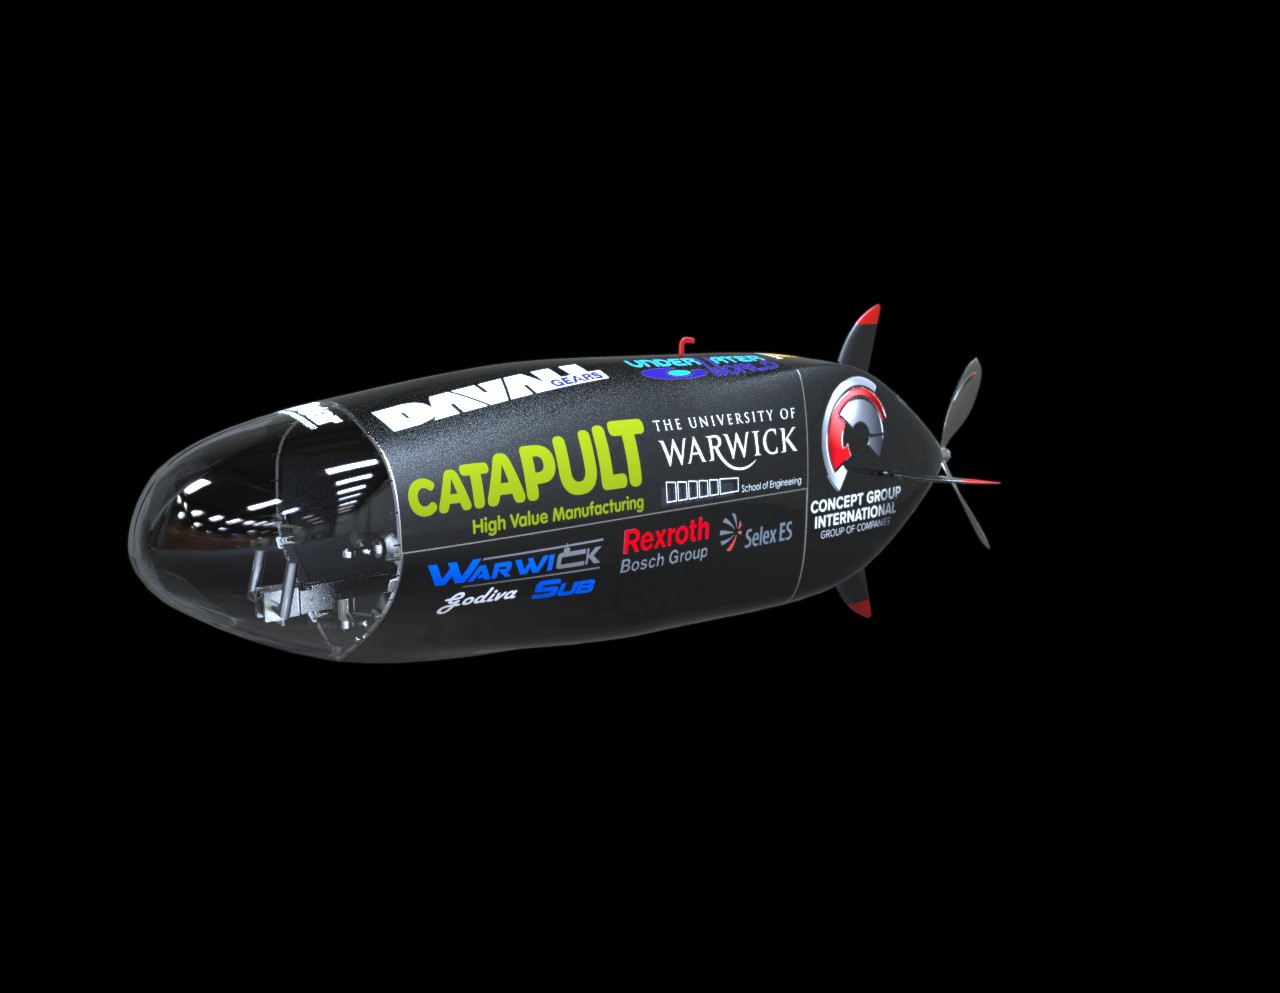 DAVALL
GEARS
UNDERWATER
WORLD
CATAPULT
High Value Manufacturing
THE UNIVERSITY OF
WARWICK
School of Engineering
WARWICK
Godiva SUB
Rexroth
Bosch Group
Selex ES
CONCEPT GROUP
INTERNATIONAL
GROUP OF COMPANIES